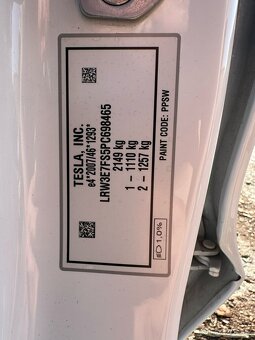 TESLA, INC.
e4*2007/46*1293*
LRW3E7FS5PC698465
2149 kg
1 - 1110 kg
2 - 1257 kg
PAINT CODE: PPSW
1,0%